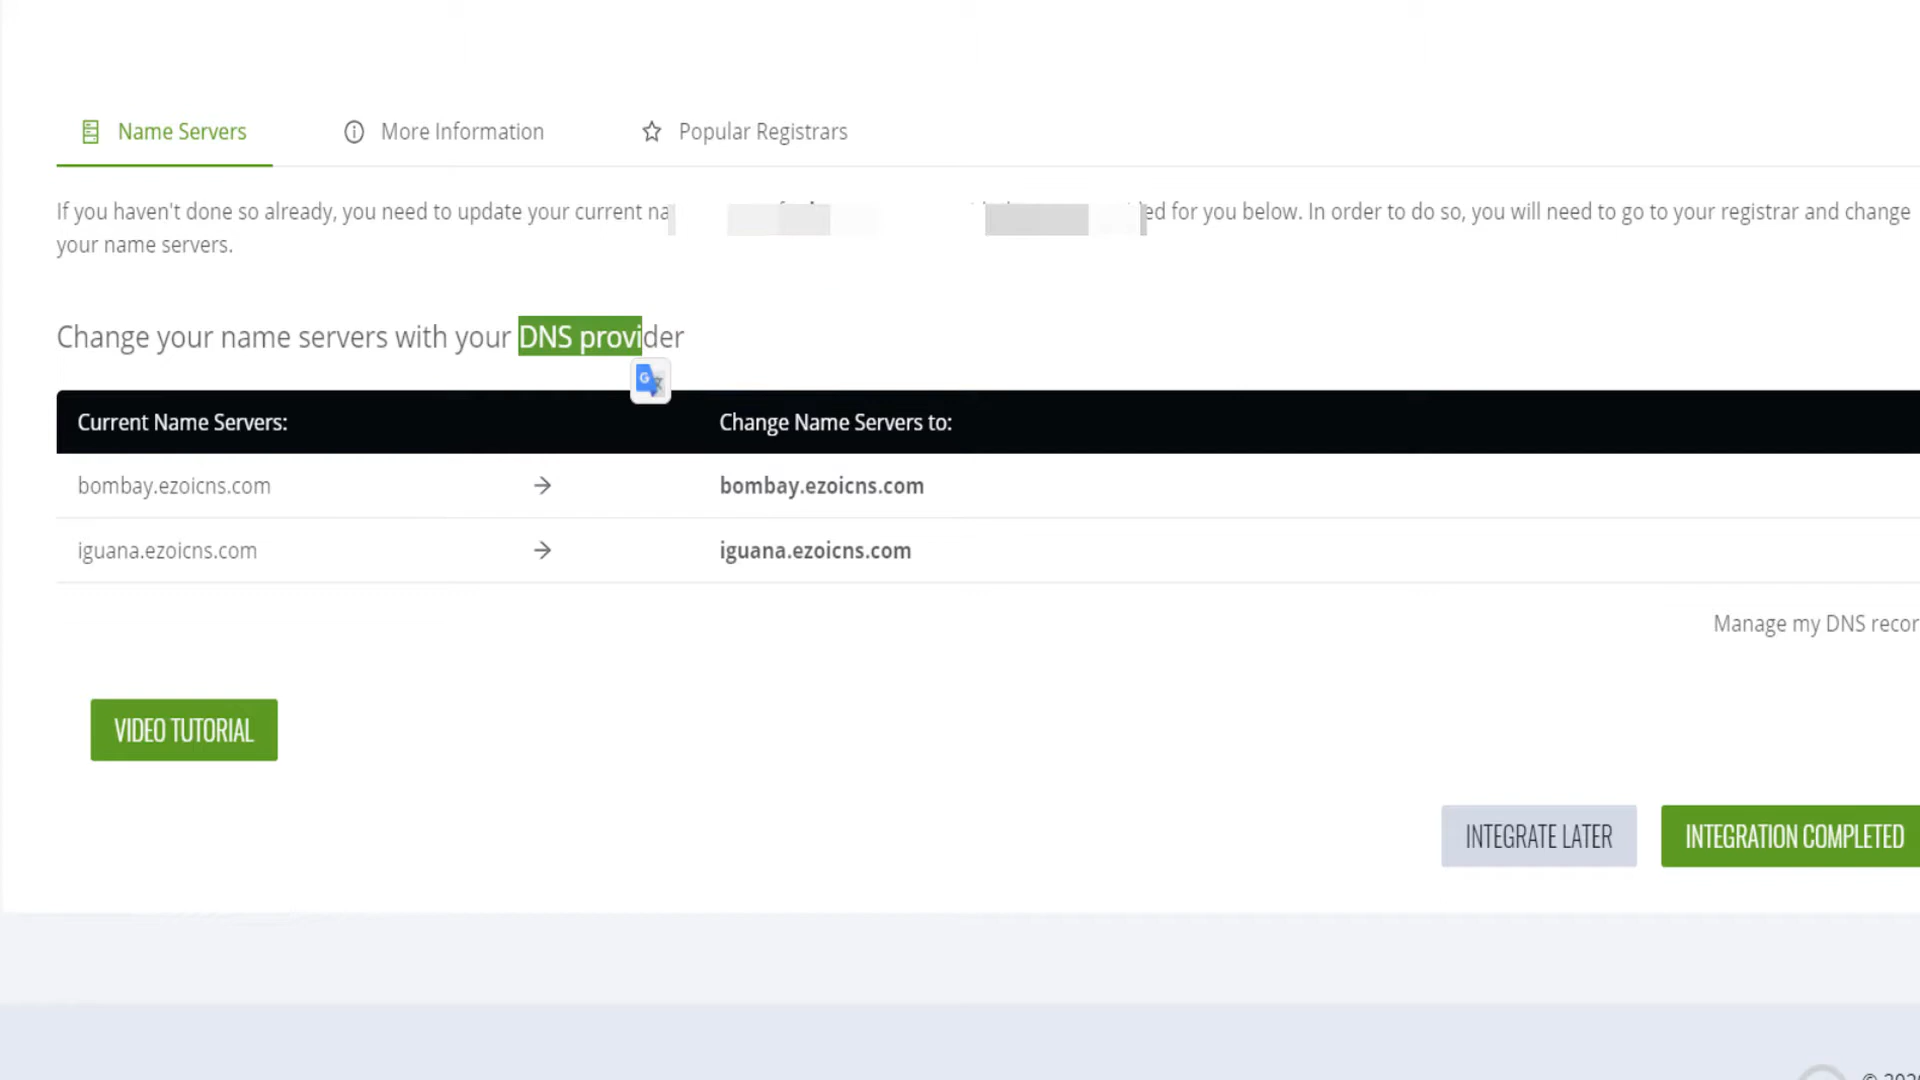 Name Servers More Information Popular Registrars
If you haven't done so already, you need to update your current na ed for you below. In order to do so, you will need to go to your registrar and change
your name servers.
Change your name servers with your DNS provider
Current Name Servers: Change Name Servers to:
bombay.ezoicns.com → bombay.ezoicns.com
iguana.ezoicns.com → iguana.ezoicns.com
Manage my DNS recor
VIDEO TUTORIAL
INTEGRATE LATER INTEGRATION COMPLETED